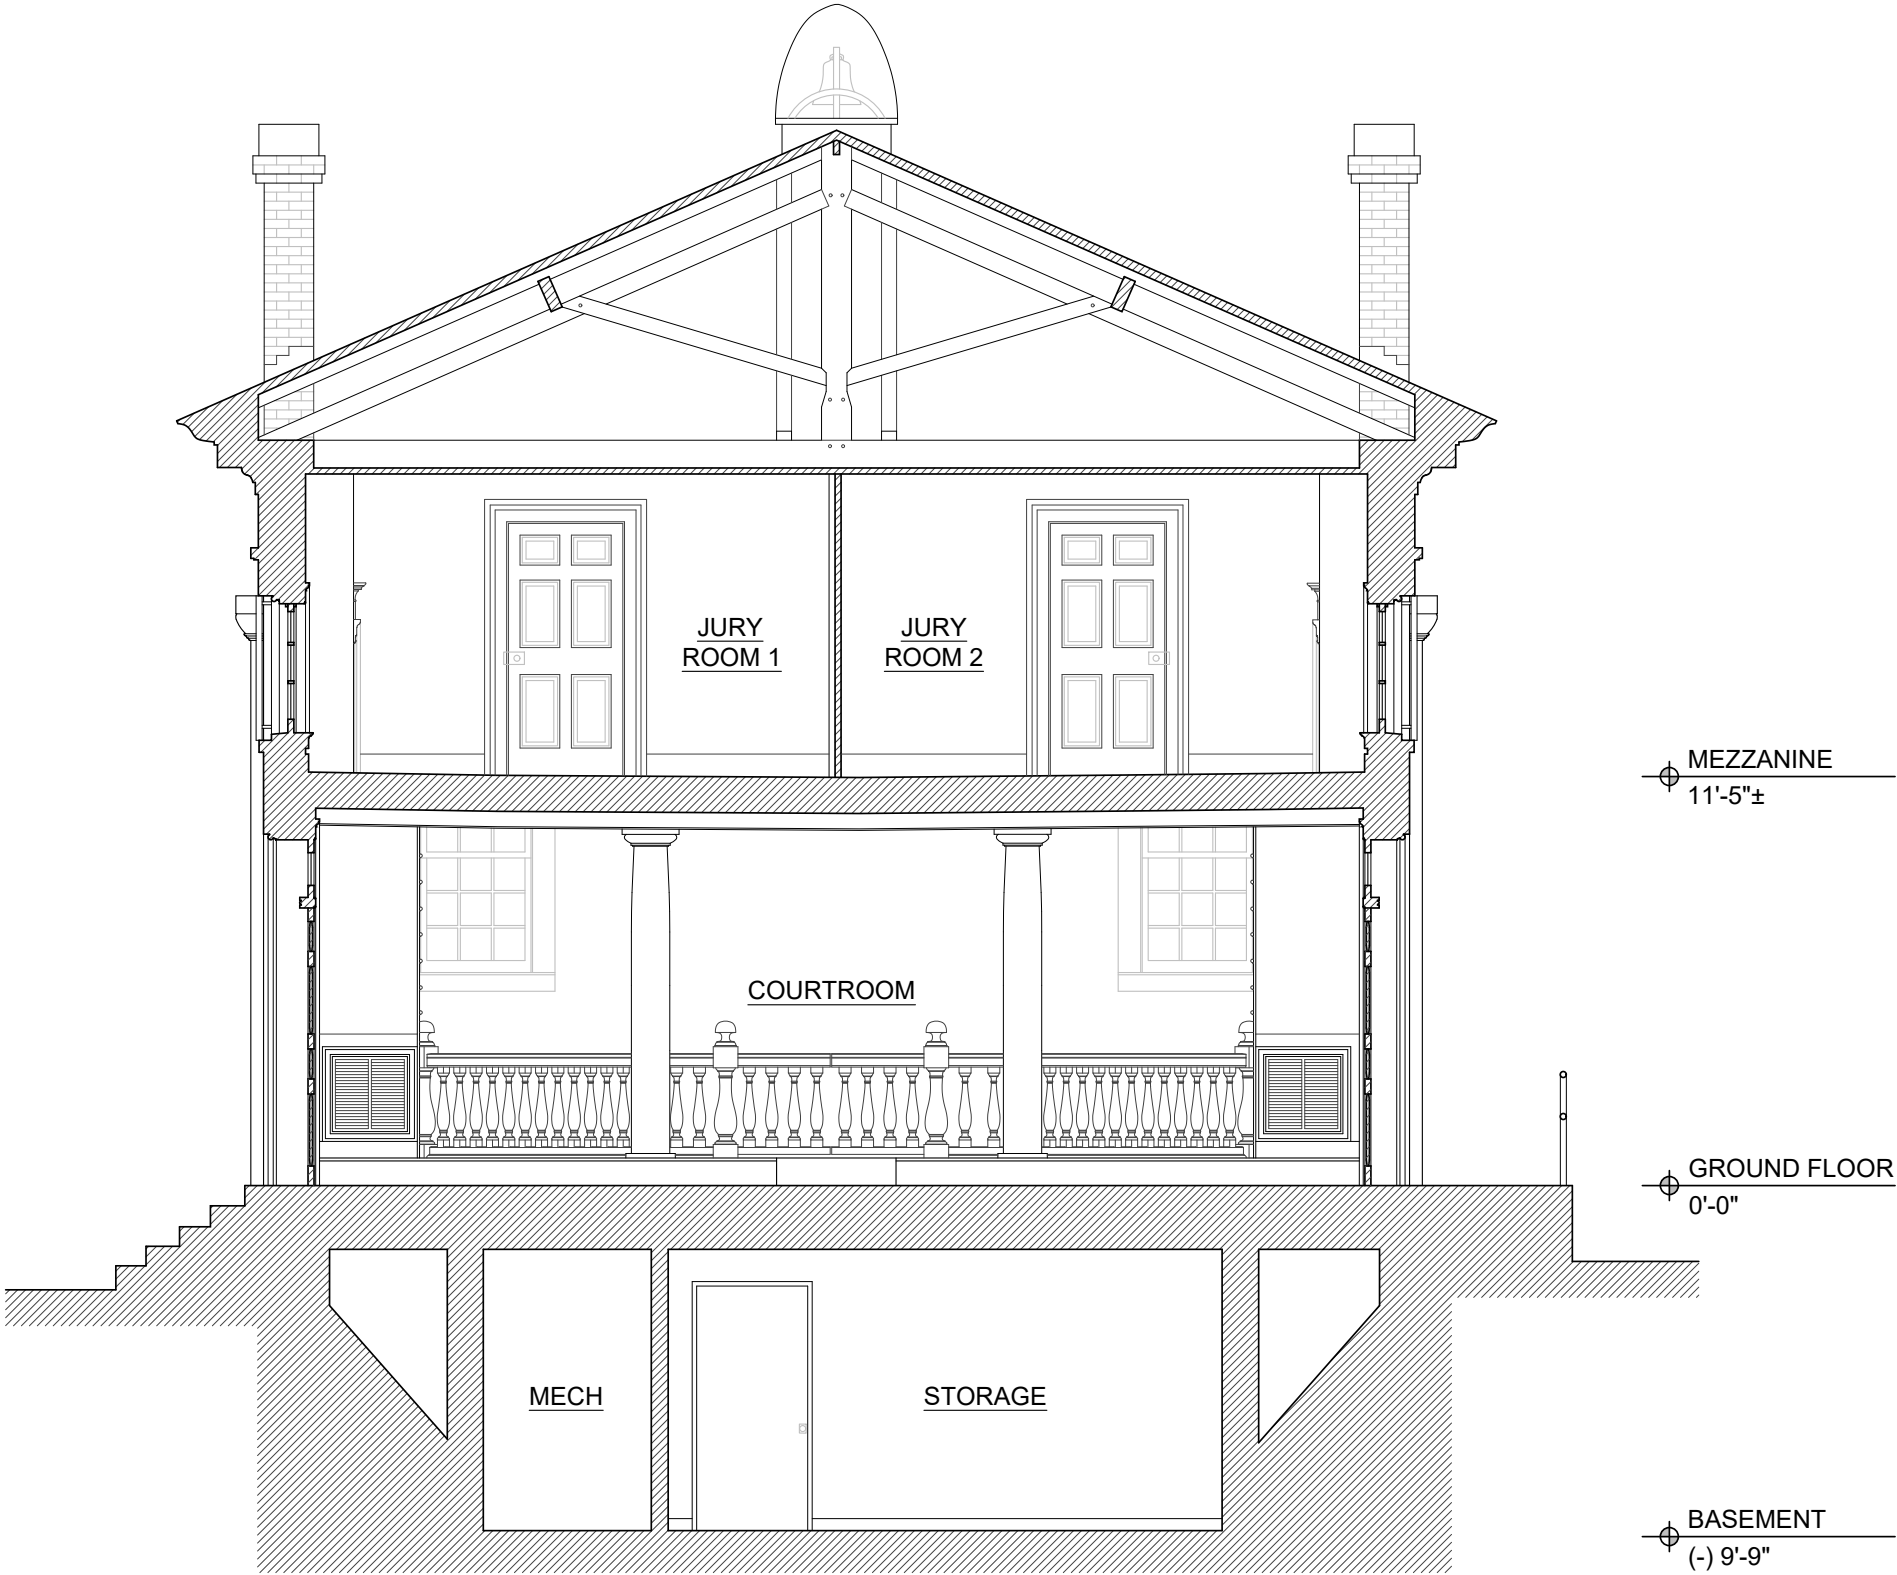 JURY
ROOM 1
JURY
ROOM 2
MEZZANINE
11'-5"±
COURTROOM
GROUND FLOOR
0'-0"
MECH
STORAGE
BASEMENT
(-) 9'-9"